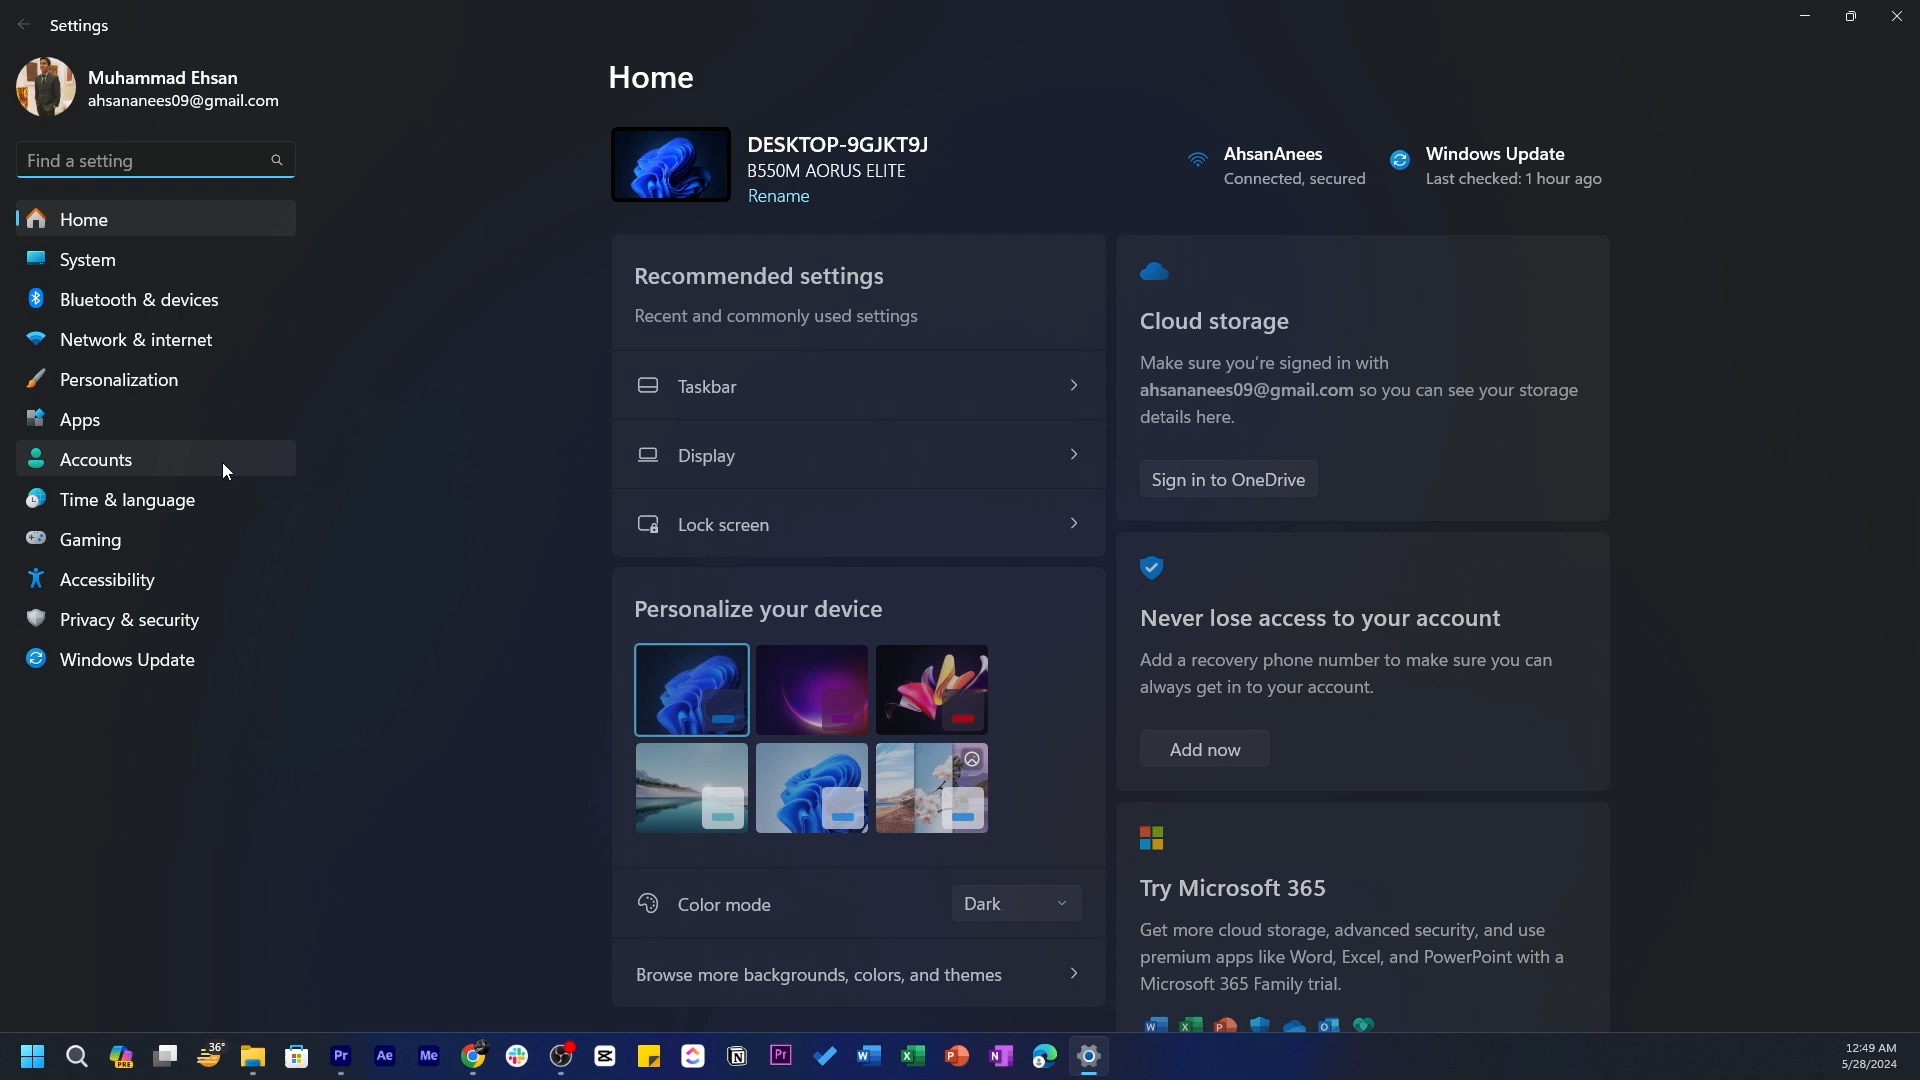 Settings
Muhammad Ehsan
ahsananees09@gmail.com
Find a setting
Home
System
Bluetooth & devices
Network & internet
Personalization
Apps
Accounts
Time & language
Gaming
Accessibility
Privacy & security
Windows Update
Home
DESKTOP-9GJKT9J
B550M AORUS ELITE
Rename
AhsanAnees
Connected, secured
Windows Update
Last checked: 1 hour ago
Recommended settings
Recent and commonly used settings
Taskbar
Display
Lock screen
Personalize your device
Color mode
Dark
Browse more backgrounds, colors, and themes
Cloud storage
Make sure you're signed in with
ahsananees09@gmail.com so you can see your storage
details here.
Sign in to OneDrive
Never lose access to your account
Add a recovery phone number to make sure you can
always get in to your account.
Add now
Try Microsoft 365
Get more cloud storage, advanced security, and use
premium apps like Word, Excel, and PowerPoint with a
Microsoft 365 Family trial.
PRE
36°
Pr
Ae
Me
Pr
12:49 AM
5/28/2024